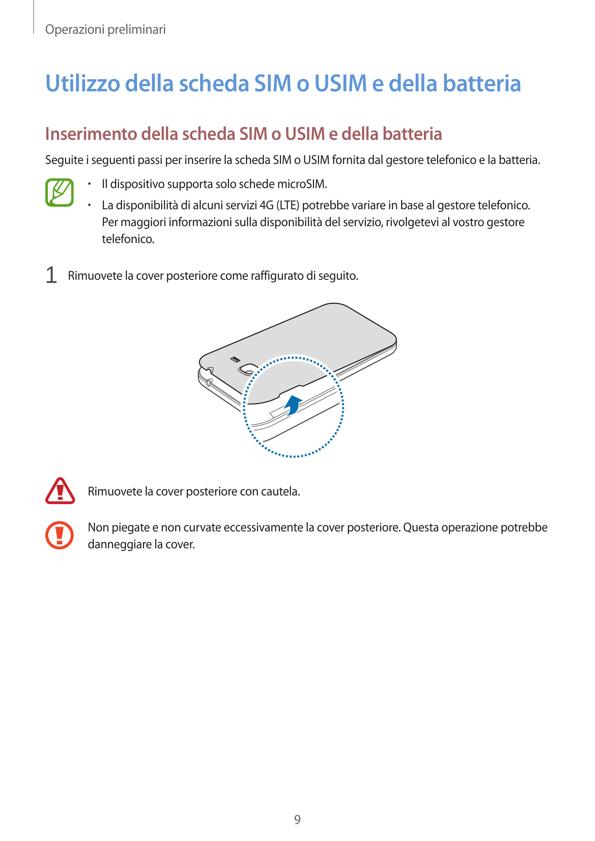 Operazioni preliminari
Utilizzo della scheda SIM o USIM e della batteria
Inserimento della scheda SIM o USIM e della batteria
Seguite i seguenti passi per inserire la scheda SIM o USIM fornita dal gestore telefonico e la batteria.
• Il dispositivo supporta solo schede microSIM.
• La disponibilità di alcuni servizi 4G (LTE) potrebbe variare in base al gestore telefonico.
Per maggiori informazioni sulla disponibilità del servizio, rivolgetevi al vostro gestore
telefonico.
1 Rimuovete la cover posteriore come raffigurato di seguito.
Rimuovete la cover posteriore con cautela.
Non piegate e non curvate eccessivamente la cover posteriore. Questa operazione potrebbe
danneggiare la cover.
9